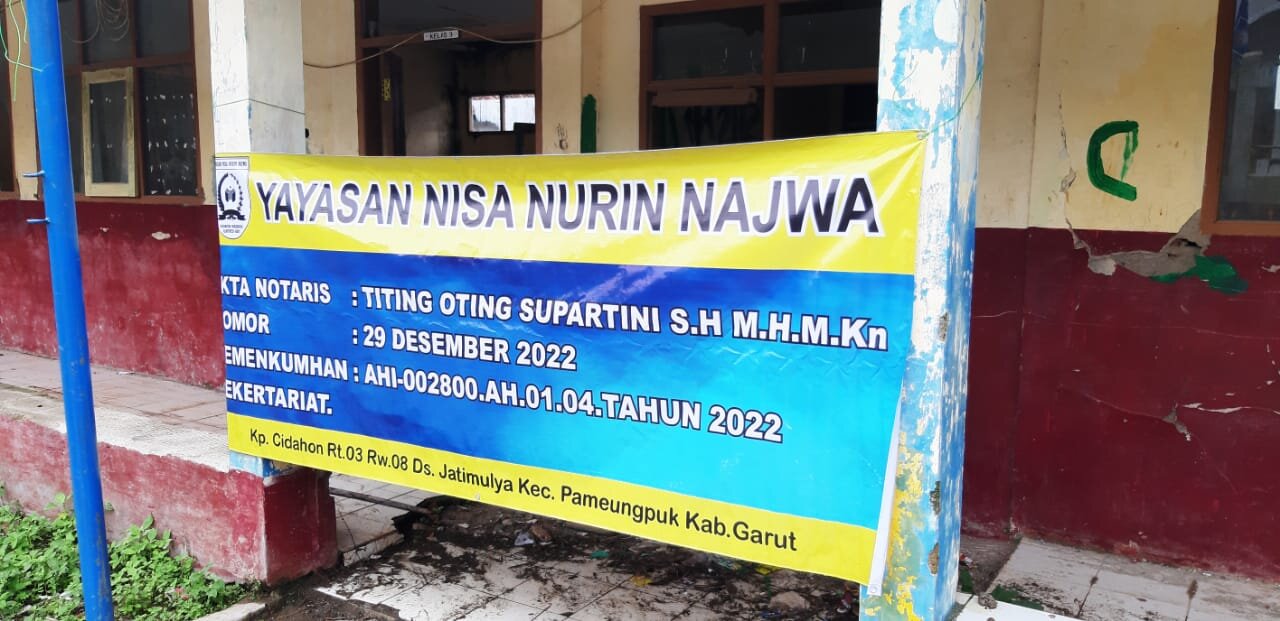 KELAS 3
YAYASAN NISA NURIN NAJWA
KTA NOTARIS : TITING OTING SUPARTINI S.H M.H.M.Kn
OMOR : 29 DESEMBER 2022
EMENKUMHAN : AHI-002800.AH.01.04.TAHUN 2022
EKERTARIAT.
Kp. Cidahon Rt.03 Rw.08 Ds. Jatimulya Kec. Pameungpuk Kab.Garut